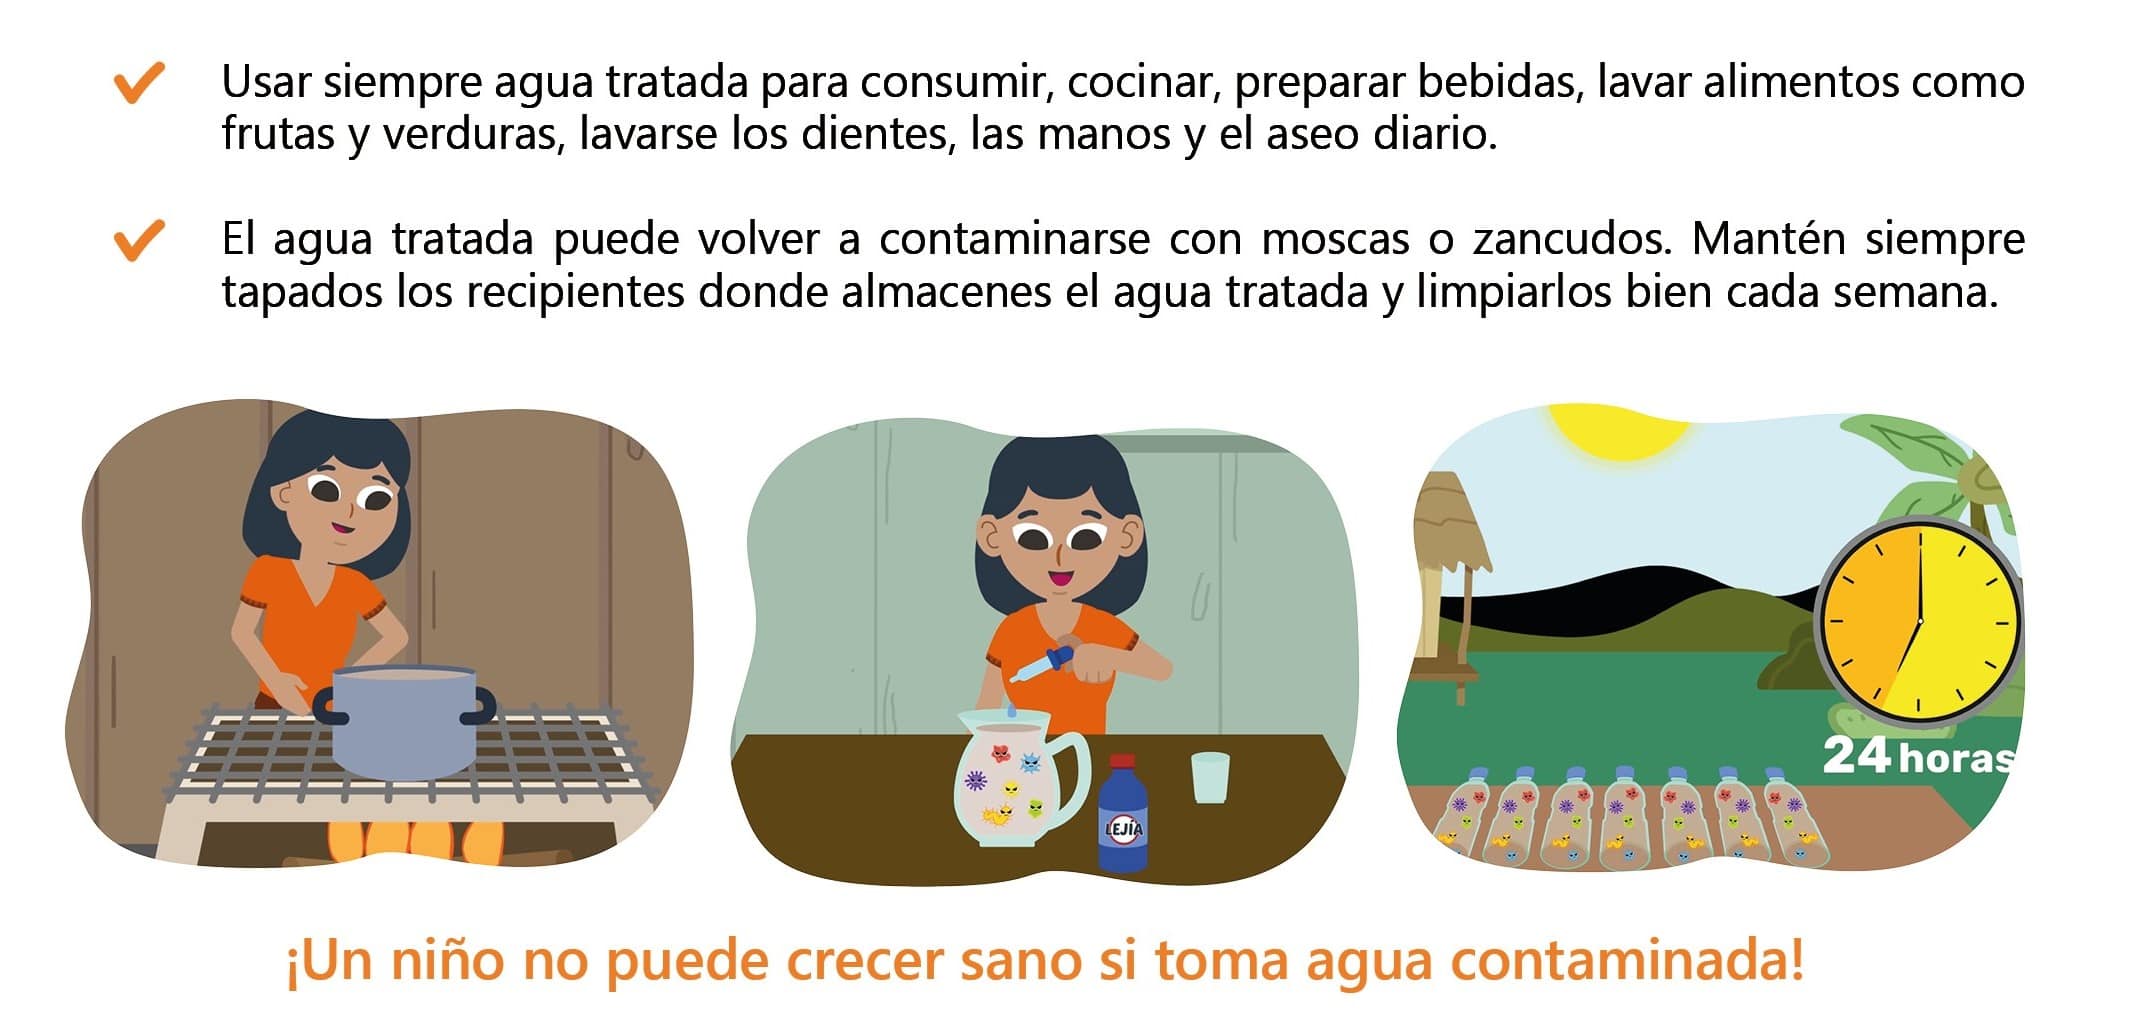 Usar siempre agua tratada para consumir, cocinar, preparar bebidas, lavar alimentos como
frutas y verduras, lavarse los dientes, las manos y el aseo diario.
El agua tratada puede volver a contaminarse con moscas o zancudos. Mantén siempre
tapados los recipientes donde almacenes el agua tratada y limpiarlos bien cada semana.
LEJÍA
24 horas
¡Un niño no puede crecer sano si toma agua contaminada!